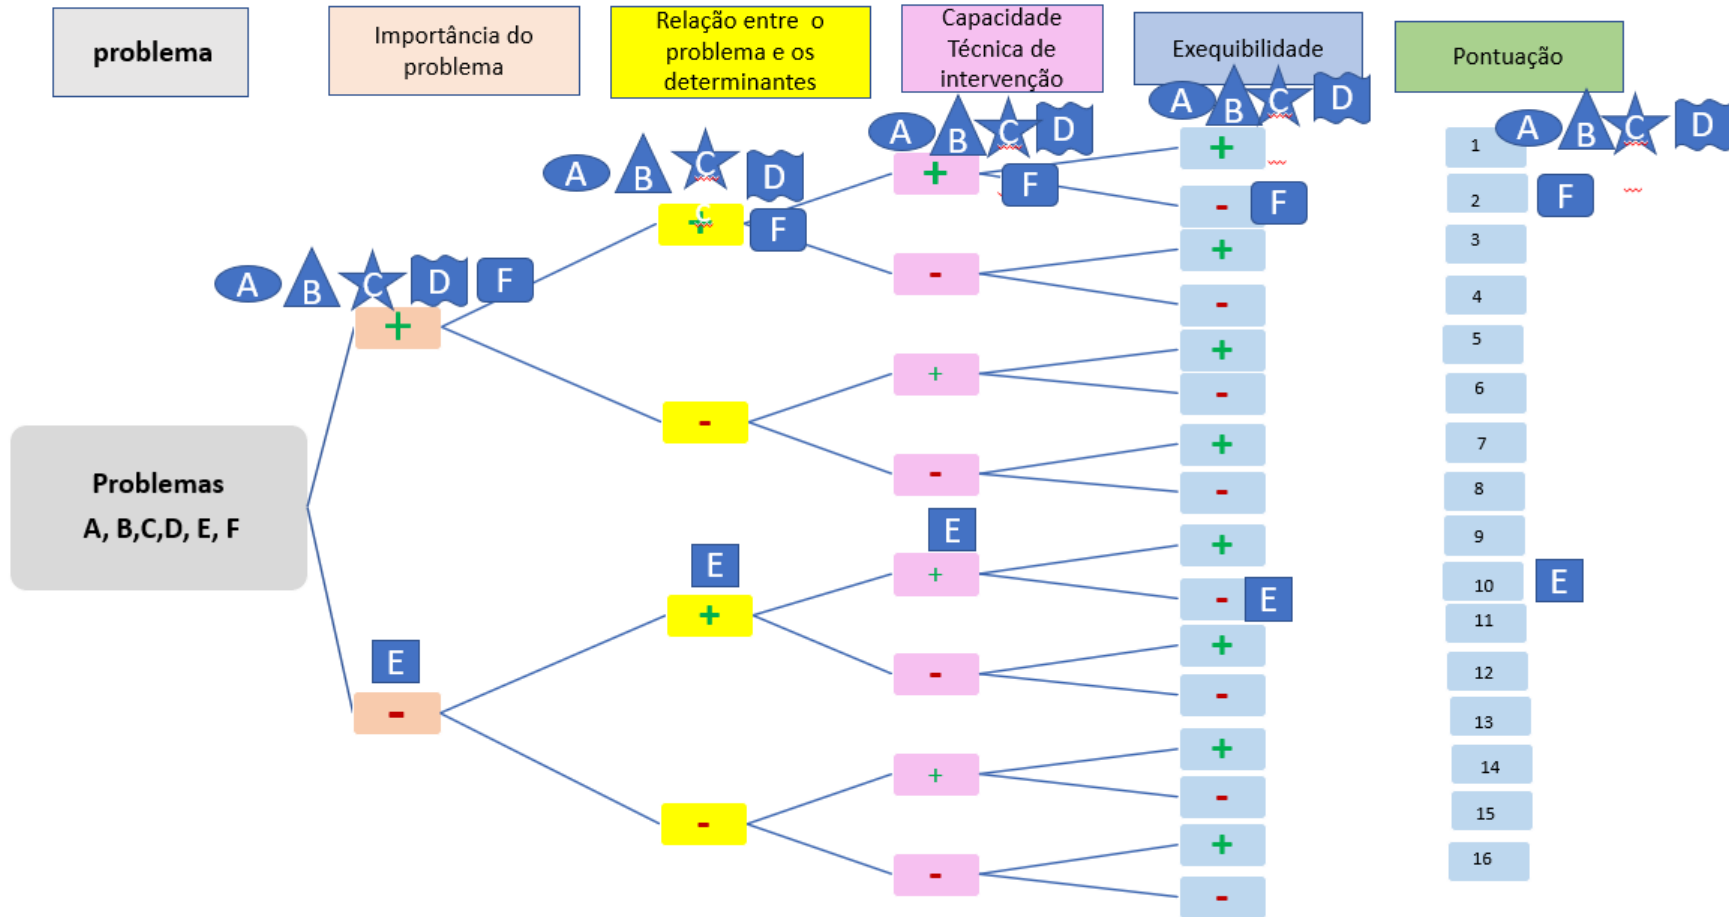 problema
Importância do
problema
Relação entre o
problema e os
determinantes
Capacidade
Técnica de
intervenção
Exequibilidade
Pontuação
A B C D
A B C D
A B C D
A B C D
+ 1
+ F
F
- F
2 F
C
+
+ 3
A B C D F
-
- 4
+
+ 5
+
- 6
-
+ 7
-
Problemas
A, B,C,D, E, F
- 8
E
+ 9
E
+
- E
10 E
+
11
+
E
-
12
-
-
13
+
+
14
-
15
-
+
16
-
-